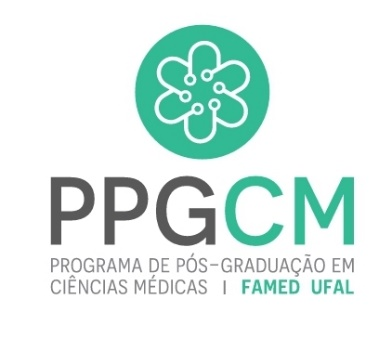 PPGCM
PROGRAMA DE PÓS-GRADUAÇÃO EM
CIÊNCIAS MÉDICAS | FAMED UFAL